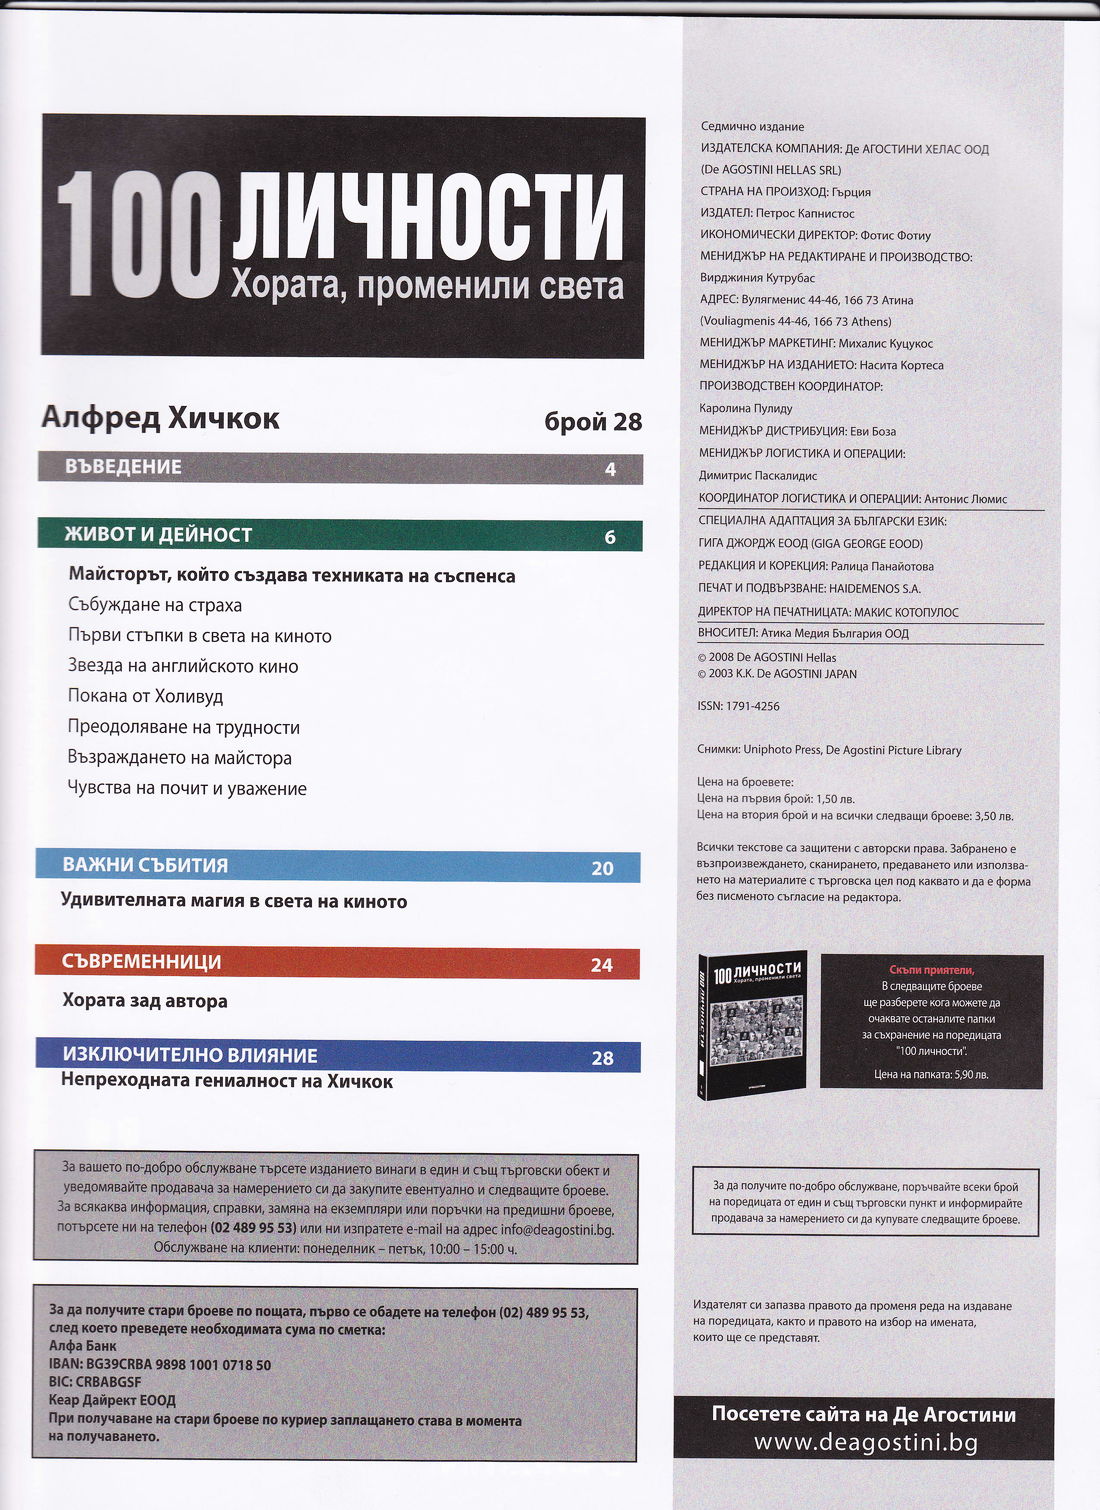 100 ЛИЧНОСТИ
Хората, променили света
Алфред Хичкок
брой 28
ВЪВЕДЕНИЕ 4
ЖИВОТ И ДЕЙНОСТ 6
Майсторът, който създава техниката на съспенса
Събуждане на страха
Първи стъпки в света на киното
Звезда на английското кино
Покана от Холивуд
Преодоляване на трудности
Възраждането на майстора
Чувства на почит и уважение
ВАЖНИ СЪБИТИЯ 20
Удивителната магия в света на киното
СЪВРЕМЕННИЦИ 24
Хората зад автора
ИЗКЛЮЧИТЕЛНО ВЛИЯНИЕ 28
Непреходната гениалност на Хичкок
За вашето по-добро обслужване търсете изданието винаги в един и същ търговски обект и
уведомявайте продавача за намерението си да закупите евентуално и следващите броеве.
За всякаква информация, справки, замяна на екземпляри или поръчки на предишни броеве,
потърсете ни на телефон (02 489 95 53) или ни изпратете e-mail на адрес info@deagostini.bg.
Обслужване на клиенти: понеделник – петък, 10:00 – 15:00 ч.
За да получите стари броеве по пощата, първо се обадете на телефон (02) 489 95 53,
след което преведете необходимата сума по сметка:
Алфа Банк
IBAN: BG39CRBA 9898 1001 0718 50
BIC: CRBABGSF
Кеар Дайрект ЕООД
При получаване на стари броеве по куриер заплащането става в момента
на получаването.
Седмично издание
ИЗДАТЕЛСКА КОМПАНИЯ: Де АГОСТИНИ ХЕЛАС ООД
(De AGOSTINI HELLAS SRL)
СТРАНА НА ПРОИЗХОД: Гърция
ИЗДАТЕЛ: Петрос Капнистос
ИКОНОМИЧЕСКИ ДИРЕКТОР: Фотис Фотиу
МЕНИДЖЪР НА РЕДАКТИРАНЕ И ПРОИЗВОДСТВО:
Вирджиния Кутрубас
АДРЕС: Вулягменис 44-46, 166 73 Атина
(Vouliagmenis 44-46, 166 73 Athens)
МЕНИДЖЪР МАРКЕТИНГ: Михалис Куцукос
МЕНИДЖЪР НА ИЗДАНИЕТО: Насита Кортеса
ПРОИЗВОДСТВЕН КООРДИНАТОР:
Каролина Пулиду
МЕНИДЖЪР ДИСТРИБУЦИЯ: Еви Боза
МЕНИДЖЪР ЛОГИСТИКА И ОПЕРАЦИИ:
Димитрис Паскалидис
КООРДИНАТОР ЛОГИСТИКА И ОПЕРАЦИИ: Антонис Люмис
СПЕЦИАЛНА АДАПТАЦИЯ ЗА БЪЛГАРСКИ ЕЗИК:
ГИГА ДЖОРДЖ ЕООД (GIGA GEORGE EOOD)
РЕДАКЦИЯ И КОРЕКЦИЯ: Ралица Панайотова
ПЕЧАТ И ПОДВЪРЗВАНЕ: HAIDEMENOS S.A.
ДИРЕКТОР НА ПЕЧАТНИЦАТА: МАКИС КОТОПУЛОС
ВНОСИТЕЛ: Атика Медия България ООД
© 2008 De AGOSTINI Hellas
© 2003 K.K. De AGOSTINI JAPAN
ISSN: 1791-4256
Снимки: Uniphoto Press, De Agostini Picture Library
Цена на броевете:
Цена на първия брой: 1,50 лв.
Цена на втория брой и на всички следващи броеве: 3,50 лв.
Всички текстове са защитени с авторски права. Забранено е
възпроизвеждането, сканирането, предаването или използва-
нето на материалите с търговска цел под каквато и да е форма
без писменото съгласие на редактора.
100 ЛИЧНОСТИ
Хората, променили света
100 ЛИЧНОСТИ
Скъпи приятели,
В следващите броеве
ще разберете кога можете да
очаквате останалите папки
за съхранение на поредицата
"100 личности".
Цена на папката: 5,90 лв.
За да получите по-добро обслужване, поръчвайте всеки брой
на поредицата от един и същ търговски пункт и информирайте
продавача за намерението си да купувате следващите броеве.
Издателят си запазва правото да променя реда на издаване
на поредицата, както и правото на избор на имената,
които ще се представят.
Посетете сайта на Де Агостини
www.deagostini.bg